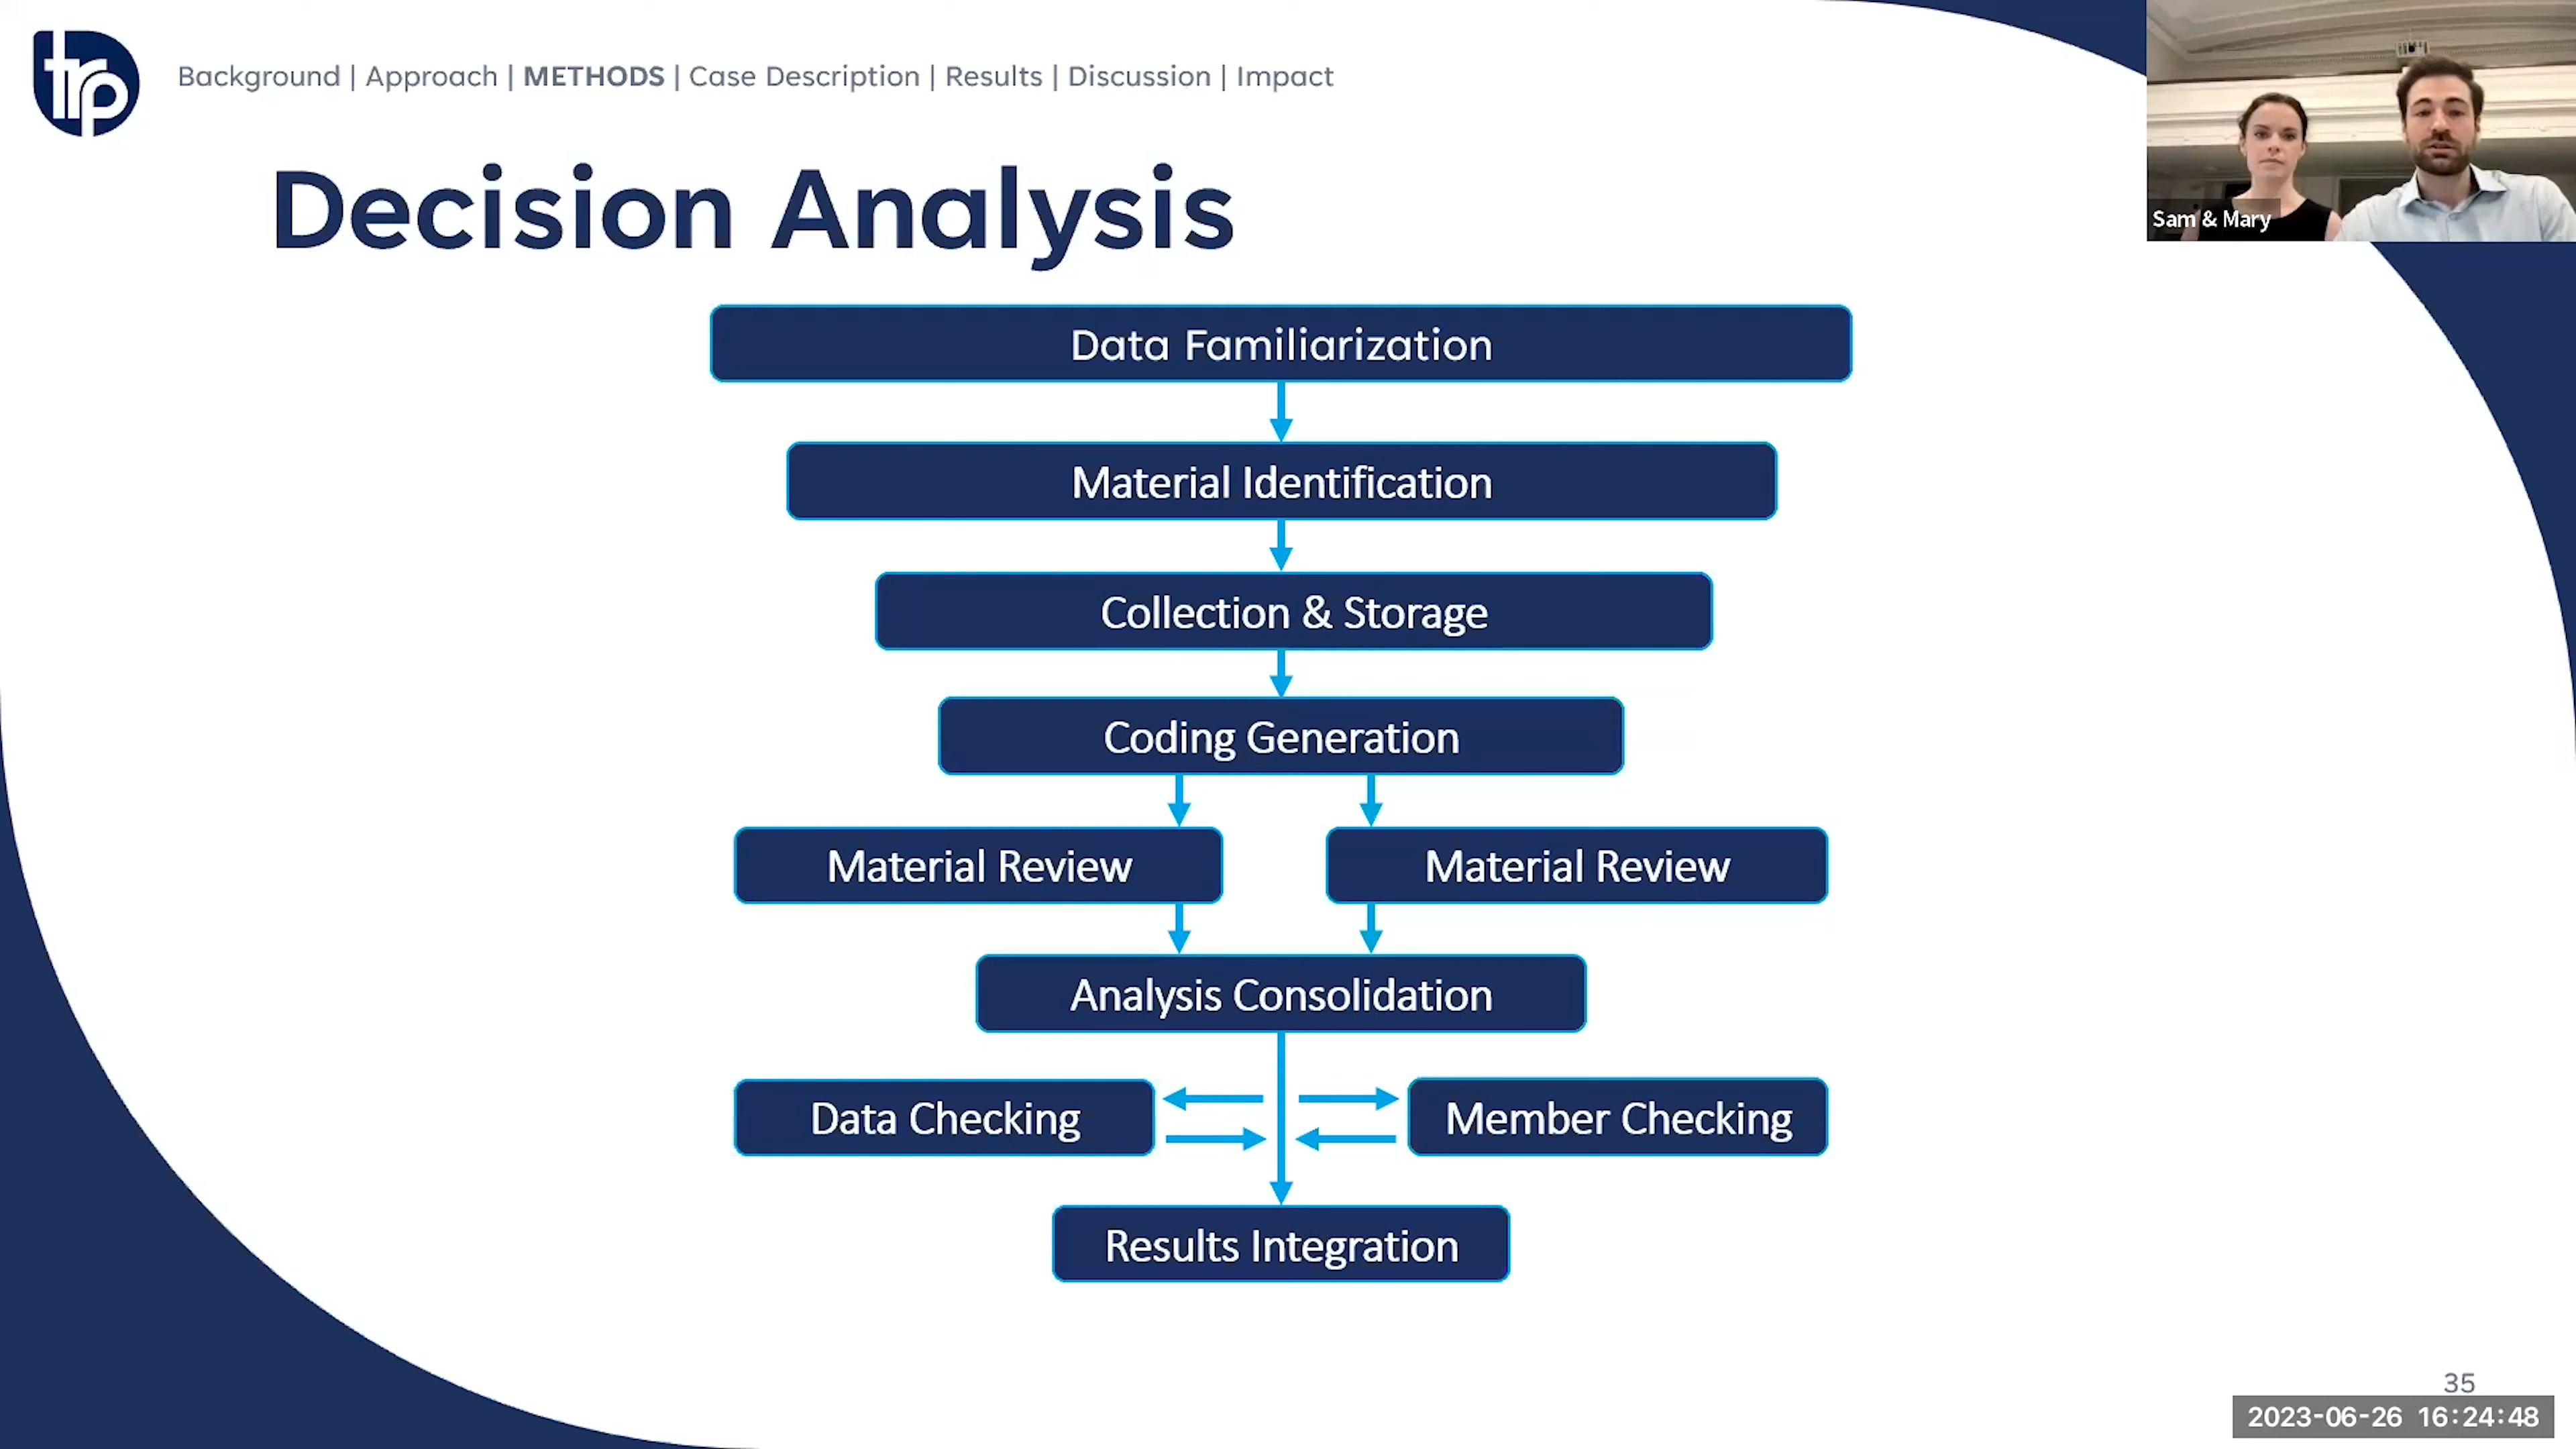 trp
Background | Approach | METHODS | Case Description | Results | Discussion | Impact
Sam & Mary
Decision Analysis
Data Familiarization
Material Identification
Collection & Storage
Coding Generation
Material Review
Material Review
Analysis Consolidation
Data Checking
Member Checking
Results Integration
35
2023-06-26 16:24:48